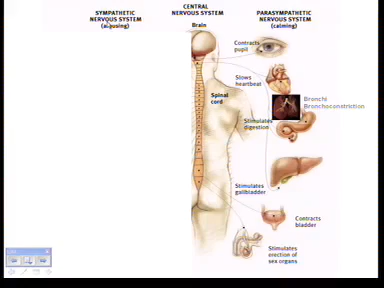 SYMPATHETIC
NERVOUS SYSTEM
(arousing)
CENTRAL
NERVOUS SYSTEM
PARASYMPATHETIC
NERVOUS SYSTEM
(calming)
Brain
Contracts
pupil
Slows
heartbeat
Spinal
cord
Bronchi
Bronchoconstriction
Stimulates
digestion
Stimulates
gallbladder
Contracts
bladder
Stimulates
erection of
sex organs